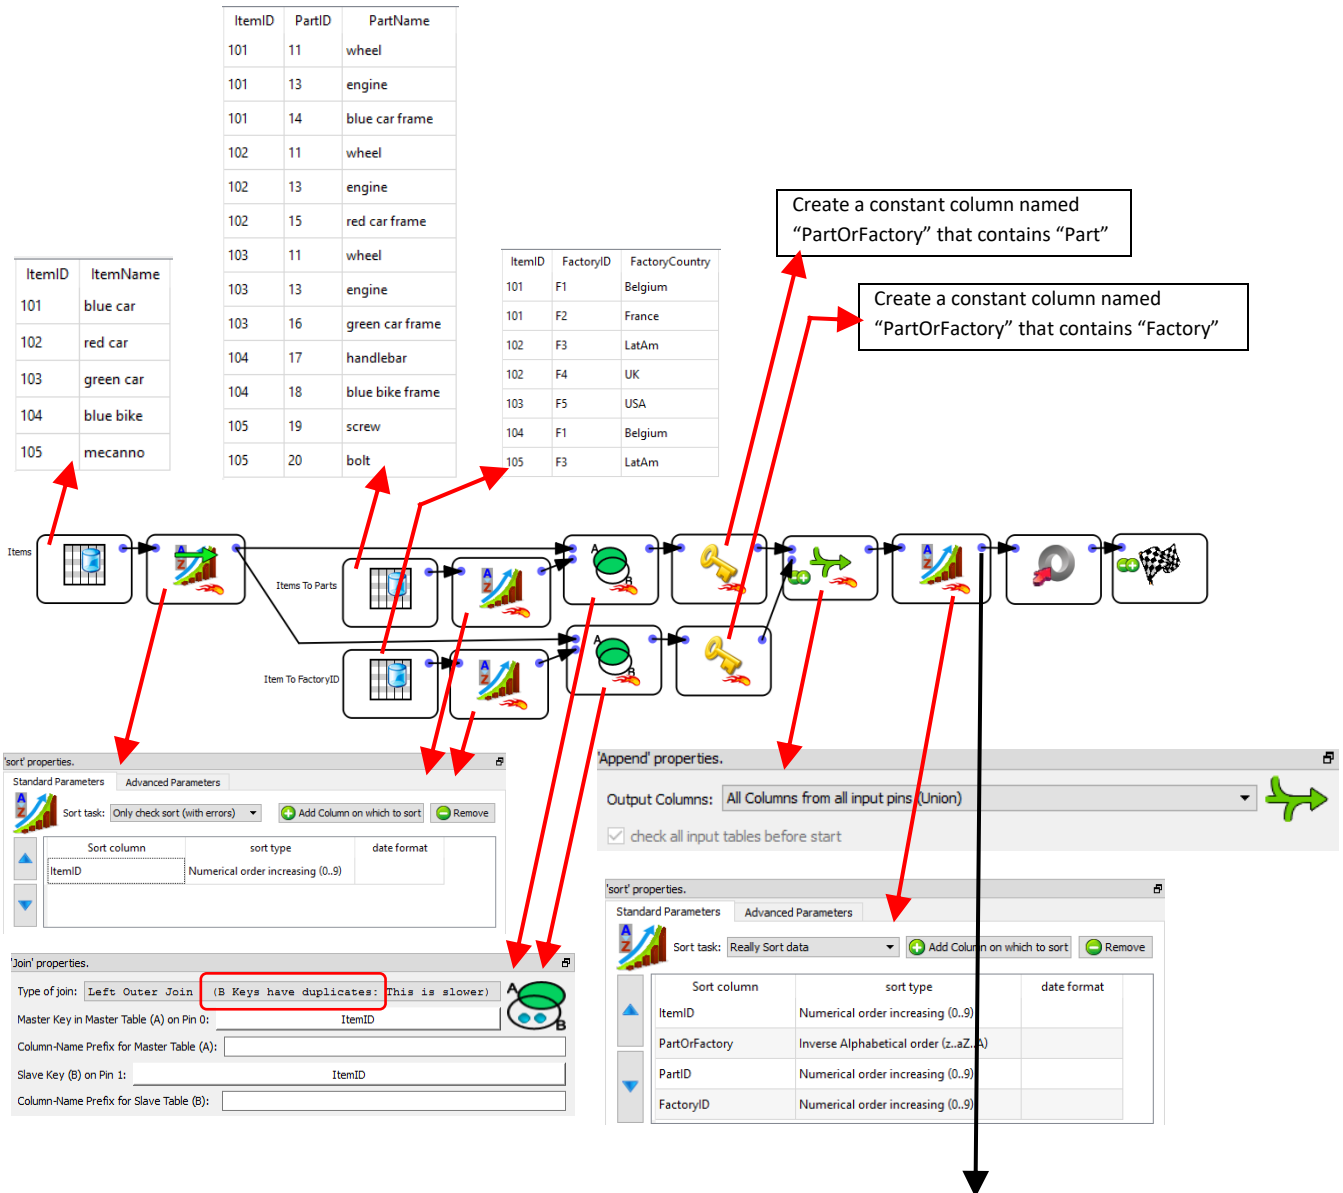 ItemID PartID PartName
101 11 wheel
101 13 engine
101 14 blue car frame
102 11 wheel
102 13 engine
102 15 red car frame
103 11 wheel
103 13 engine
103 16 green car frame
104 17 handlebar
104 18 blue bike frame
105 19 screw
105 20 bolt
ItemID ItemName
101 blue car
102 red car
103 green car
104 blue bike
105 mecanno
ItemID FactoryID FactoryCountry
101 F1 Belgium
101 F2 France
102 F3 LatAm
102 F4 UK
103 F5 USA
104 F1 Belgium
105 F3 LatAm
Create a constant column named
“PartOrFactory” that contains “Part”
Create a constant column named
“PartOrFactory” that contains “Factory”
Items
Items To Parts
Item To FactoryID
A
B
A
B
'sort' properties.
Standard Parameters Advanced Parameters
Sort task: Only check sort (with errors) Add Column on which to sort Remove
Sort column sort type date format
ItemID Numerical order increasing (0..9)
'Join' properties.
Type of join: Left Outer Join (B Keys have duplicates: This is slower)
Master Key in Master Table (A) on Pin 0: ItemID
Column-Name Prefix for Master Table (A):
Slave Key (B) on Pin 1: ItemID
Column-Name Prefix for Slave Table (B):
A
B
'Append' properties.
Output Columns: All Columns from all input pins (Union)
check all input tables before start
'sort' properties.
Standard Parameters Advanced Parameters
Sort task: Really Sort data Add Column on which to sort Remove
Sort column sort type date format
ItemID Numerical order increasing (0..9)
PartOrFactory Inverse Alphabetical order (z..aZ..A)
PartID Numerical order increasing (0..9)
FactoryID Numerical order increasing (0..9)